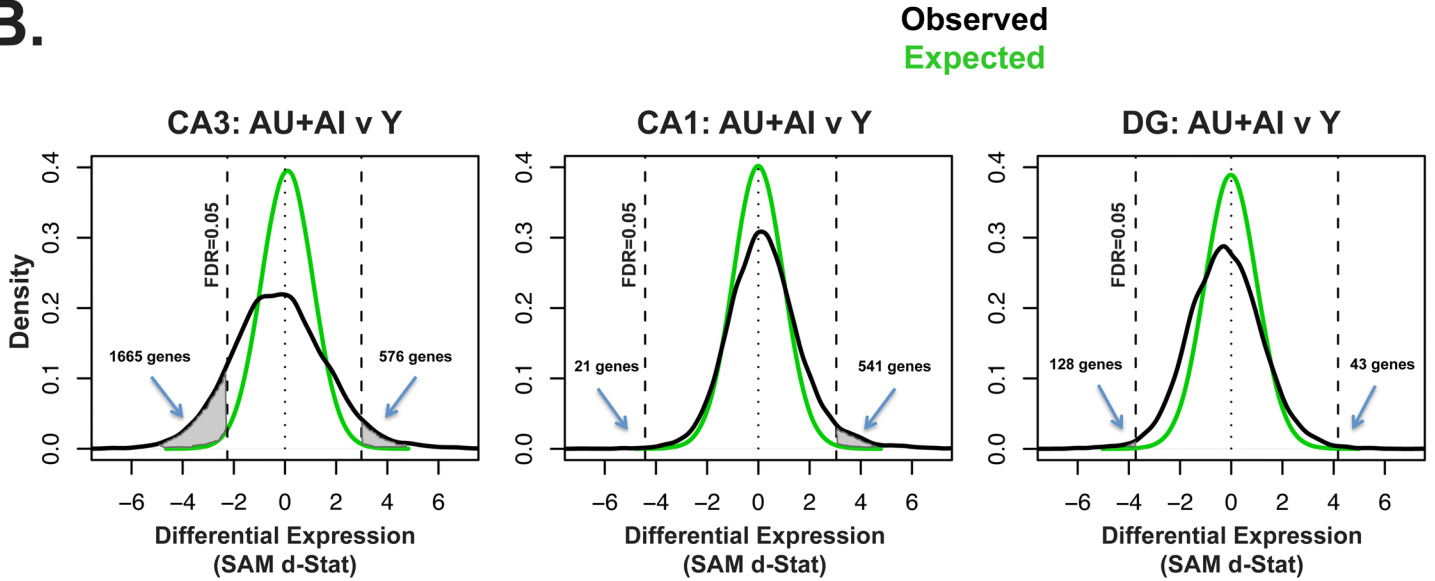 B.
Observed
Expected
CA3: AU+AI v Y
CA1: AU+AI v Y
DG: AU+AI v Y
Density
0.0
0.1
0.2
0.3
0.4
FDR=0.05
1665 genes
576 genes
−6 −4 −2 0 2 4 6
Differential Expression
(SAM d-Stat)
0.0
0.1
0.2
0.3
0.4
FDR=0.05
21 genes
541 genes
−6 −4 −2 0 2 4 6
Differential Expression
(SAM d-Stat)
0.0
0.1
0.2
0.3
0.4
FDR=0.05
128 genes
43 genes
−6 −4 −2 0 2 4 6
Differential Expression
(SAM d-Stat)